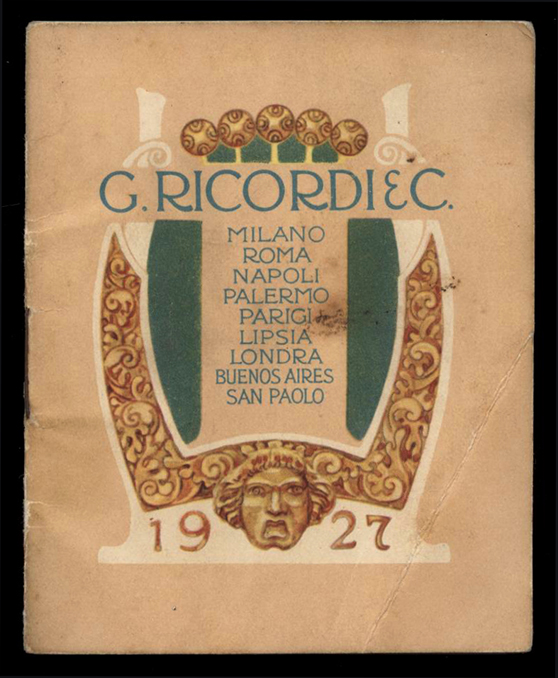 G. RICORDI & C.
MILANO
ROMA
NAPOLI
PALERMO
PARIGI
LIPSIA
LONDRA
BUENOS AIRES
SAN PAOLO
1927